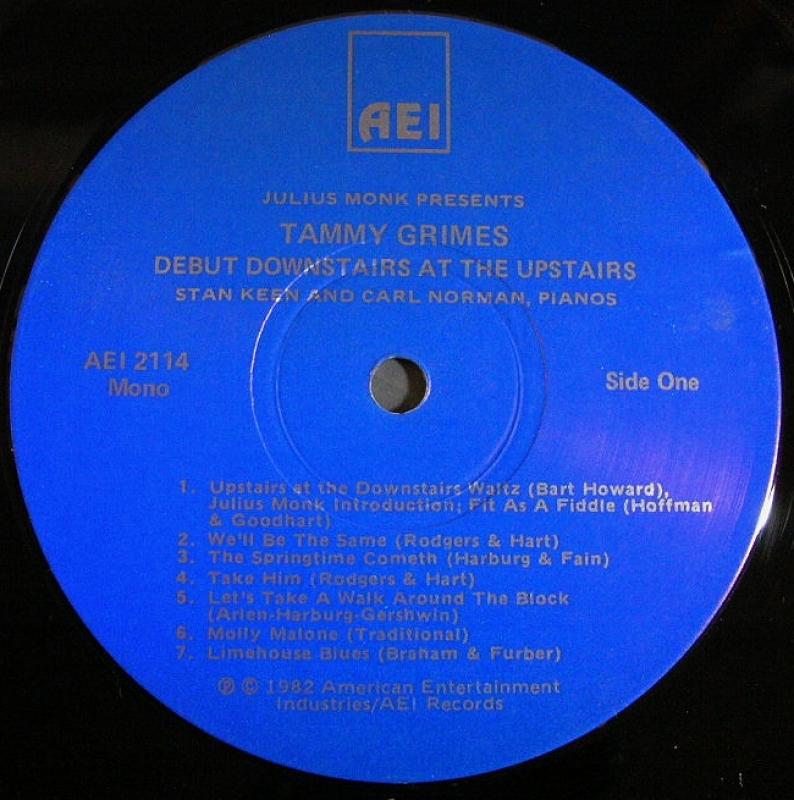 AEI
JULIUS MONK PRESENTS
TAMMY GRIMES
DEBUT DOWNSTAIRS AT THE UPSTAIRS
STAN KEEN AND CARL NORMAN, PIANOS
AEI 2114
Mono
Side One
1. Upstairs at the Downstairs Waltz (Bart Howard),
Julius Monk Introduction; Fit As A Fiddle (Hoffman
& Goodhart)
2. We'll Be The Same (Rodgers & Hart)
3. The Springtime Cometh (Harburg & Fain)
4. Take Him (Rodgers & Hart)
5. Let's Take A Walk Around The Block
(Arlen-Harburg-Gershwin)
6. Molly Malone (Traditional)
7. Limehouse Blues (Braham & Furber)
℗ © 1982 American Entertainment
Industries/AEI Records